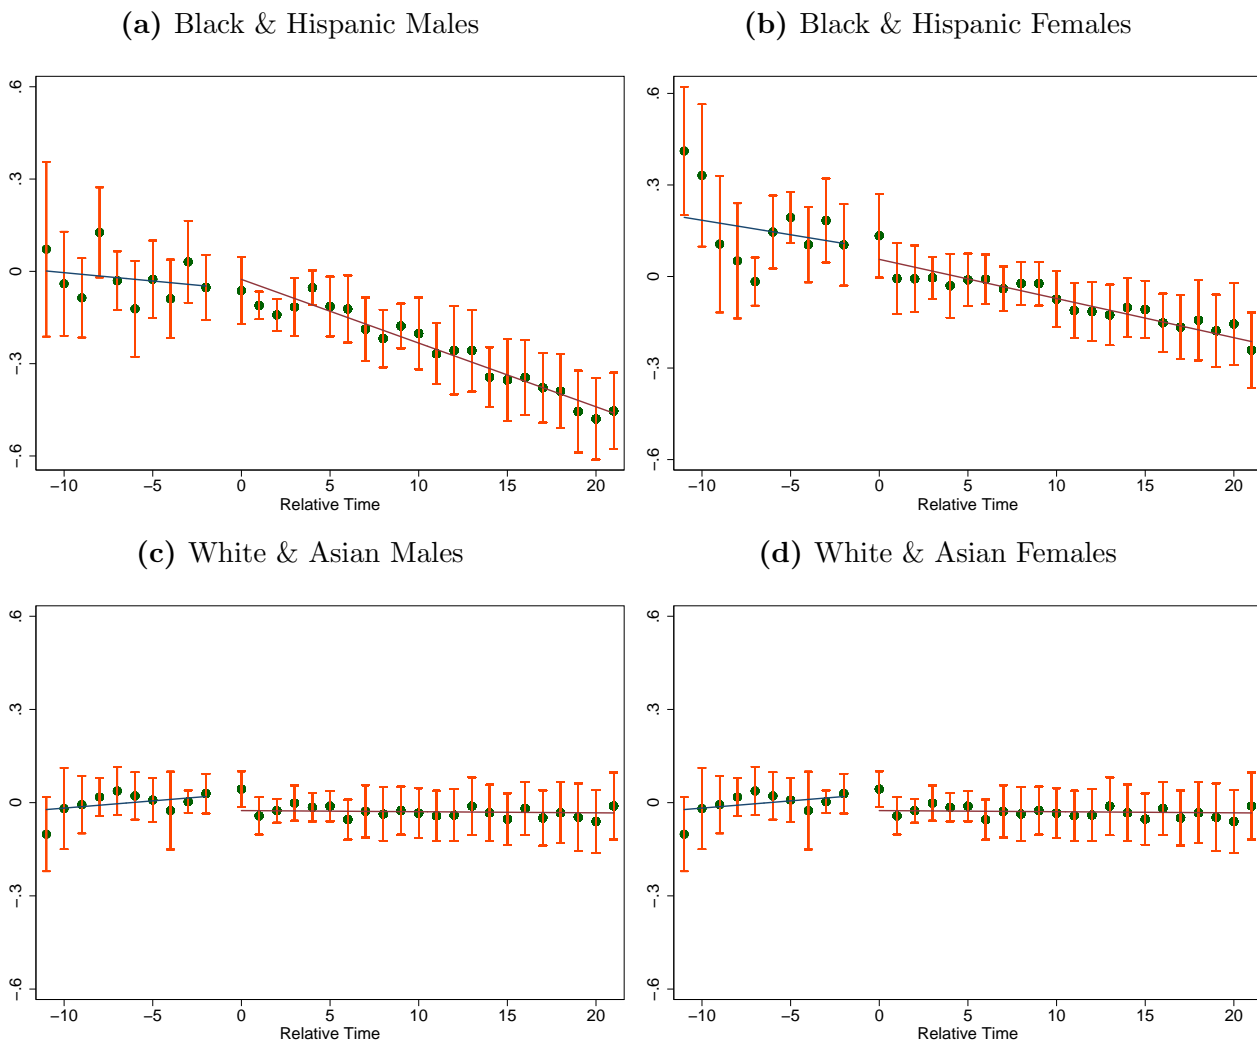 (a) Black & Hispanic Males
(b) Black & Hispanic Females
.6
.3
0
−.3
−.6
−10 −5 0 5 10 15 20
Relative Time
.6
.3
0
−.3
−.6
−10 −5 0 5 10 15 20
Relative Time
(c) White & Asian Males
(d) White & Asian Females
.6
.3
0
−.3
−.6
−10 −5 0 5 10 15 20
Relative Time
.6
.3
0
−.3
−.6
−10 −5 0 5 10 15 20
Relative Time